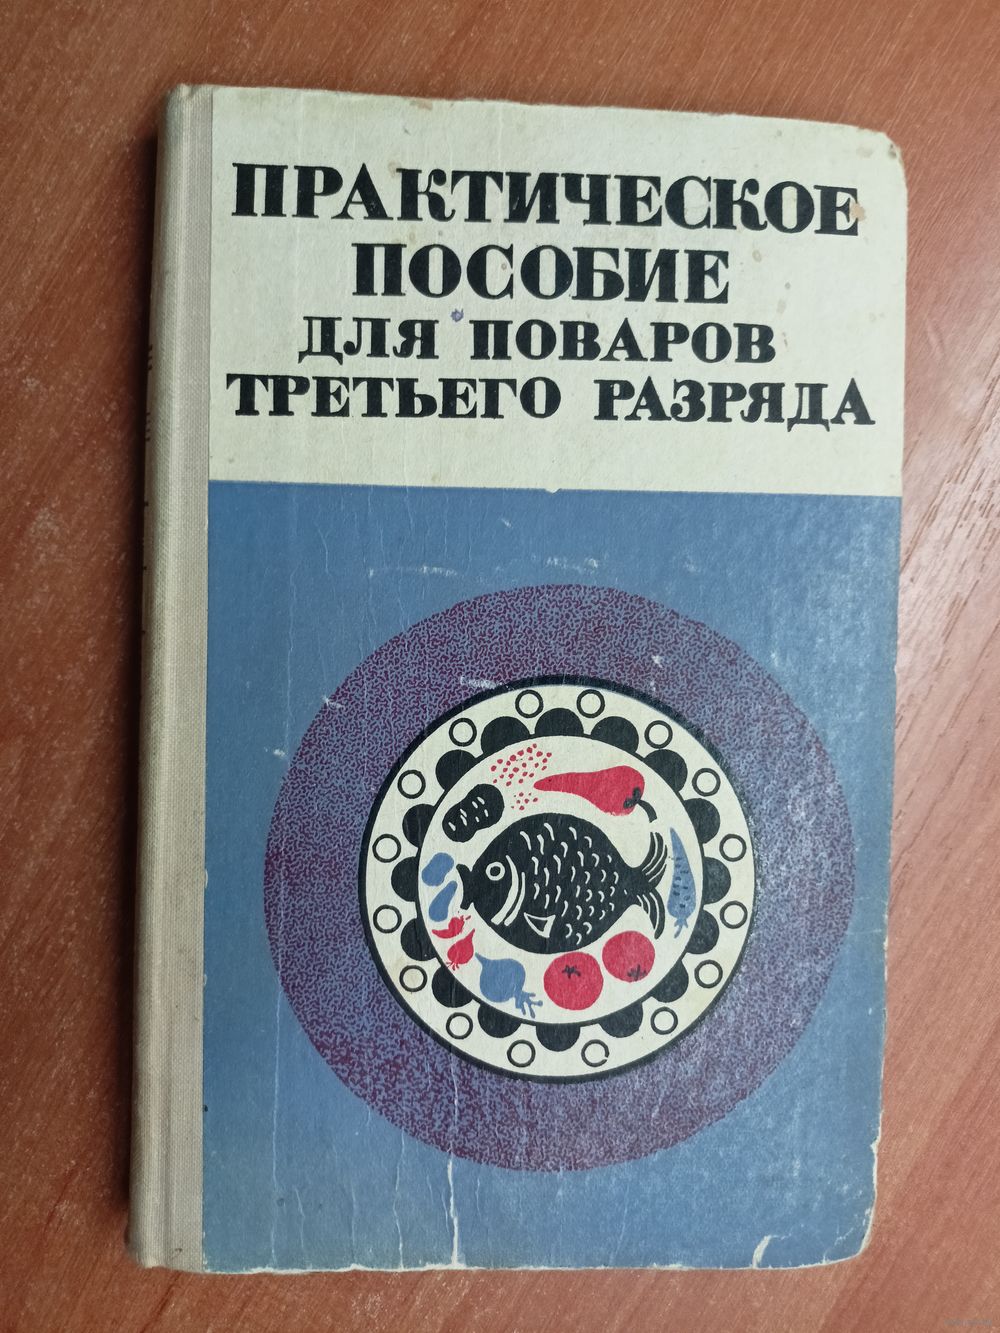 ПРАКТИЧЕСКОЕ
ПОСОБИЕ
ДЛЯ ПОВАРОВ
ТРЕТЬЕГО РАЗРЯДА